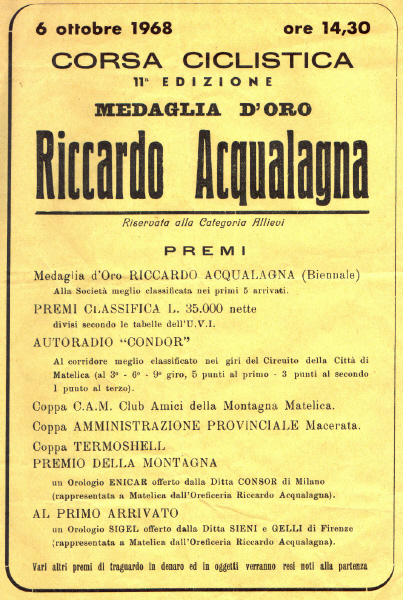 6 ottobre 1968 ore 14,30
CORSA CICLISTICA
11ª EDIZIONE
MEDAGLIA D'ORO
Riccardo Acqualagna
Riservata alla Categoria Allievi
PREMI
Medaglia d'Oro RICCARDO ACQUALAGNA (Biennale)
Alla Società meglio classificata nei primi 5 arrivati.
PREMI CLASSIFICA L. 35.000 nette
divisi secondo le tabelle dell'U.V.I.
AUTORADIO "CONDOR"
Al corridore meglio classificato nei giri del Circuito della Città di
Matelica (al 3° - 6° - 9° giro, 5 punti al primo - 3 punti al secondo
1 punto al terzo).
Coppa C.A.M. Club Amici della Montagna Matelica.
Coppa AMMINISTRAZIONE PROVINCIALE Macerata.
Coppa TERMOSHELL
PREMIO DELLA MONTAGNA
un Orologio ENICAR offerto dalla Ditta CONSOR di Milano
(rappresentata a Matelica dall'Oreficeria Riccardo Acqualagna).
AL PRIMO ARRIVATO
un Orologio SIGEL offerto dalla Ditta SIENI e GELLI di Firenze
(rappresentata a Matelica dall'Oreficeria Riccardo Acqualagna).
Vari altri premi di traguardo in denaro ed in oggetti verranno resi noti alla partenza